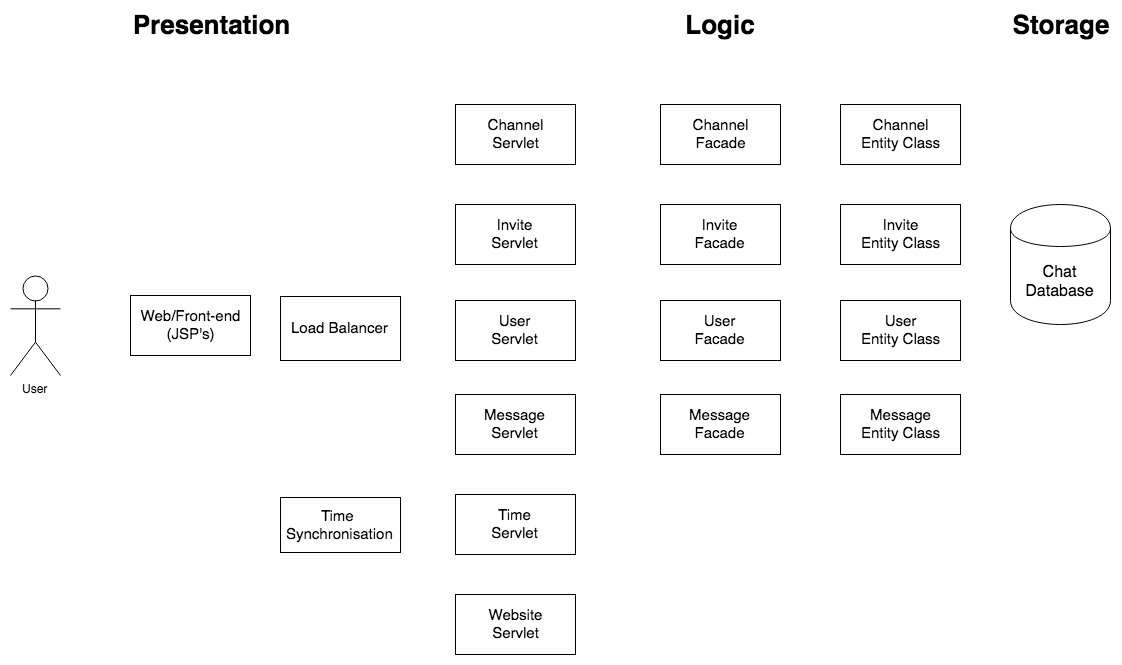 Presentation
Logic
Storage
Channel
Servlet
Channel
Facade
Channel
Entity Class
Invite
Servlet
Invite
Facade
Invite
Entity Class
Chat
Database
Web/Front-end
(JSP's)
Load Balancer
User
Servlet
User
Facade
User
Entity Class
User
Message
Servlet
Message
Facade
Message
Entity Class
Time
Synchronisation
Time
Servlet
Website
Servlet